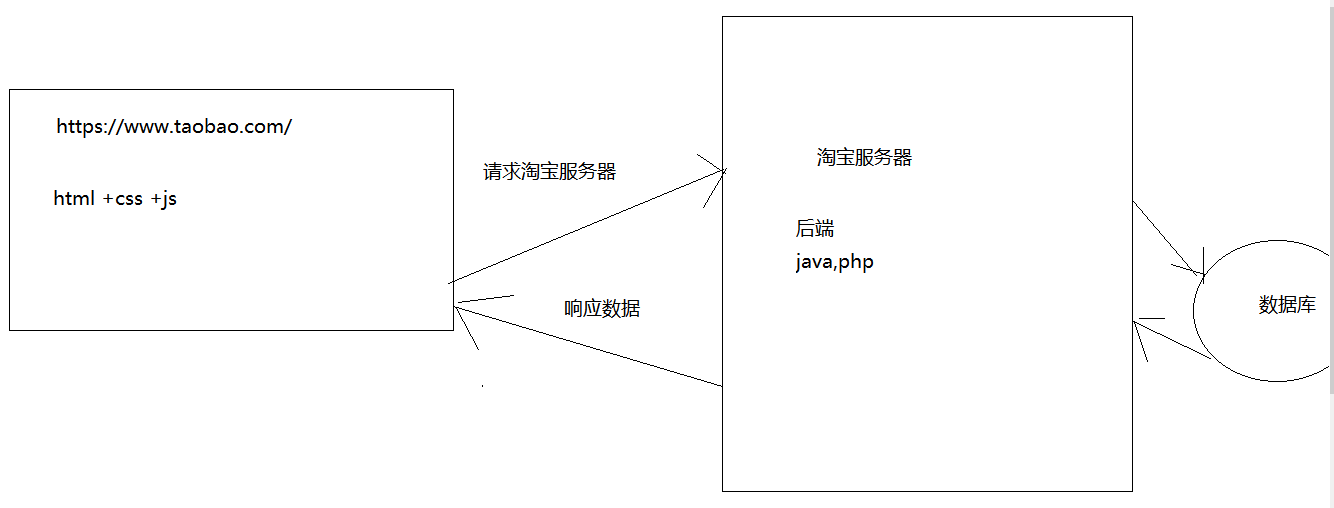 https://www.taobao.com/
html +css +js
请求淘宝服务器
响应数据
淘宝服务器
后端
java,php
数据库